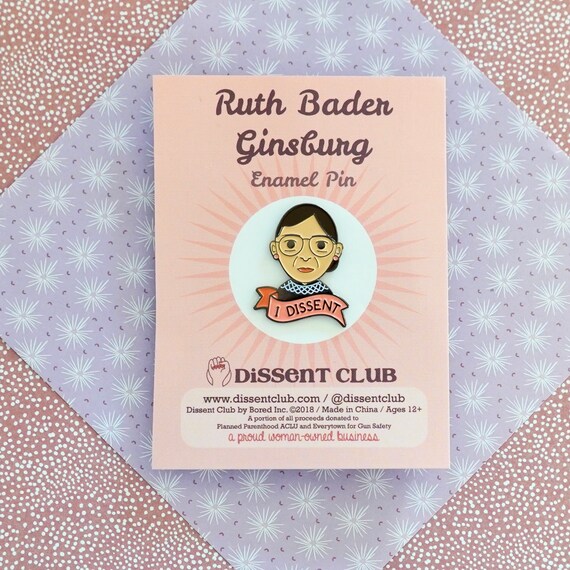 Ruth Bader
Ginsburg
Enamel Pin
I DISSENT
DiSSENT CLUB
www.dissentclub.com / @dissentclub
Dissent Club by Bored Inc. ©2018 / Made in China / Ages 12+
A portion of all proceeds donated to
Planned Parenthood ACLU and Everytown for Gun Safety
a proud woman-owned business